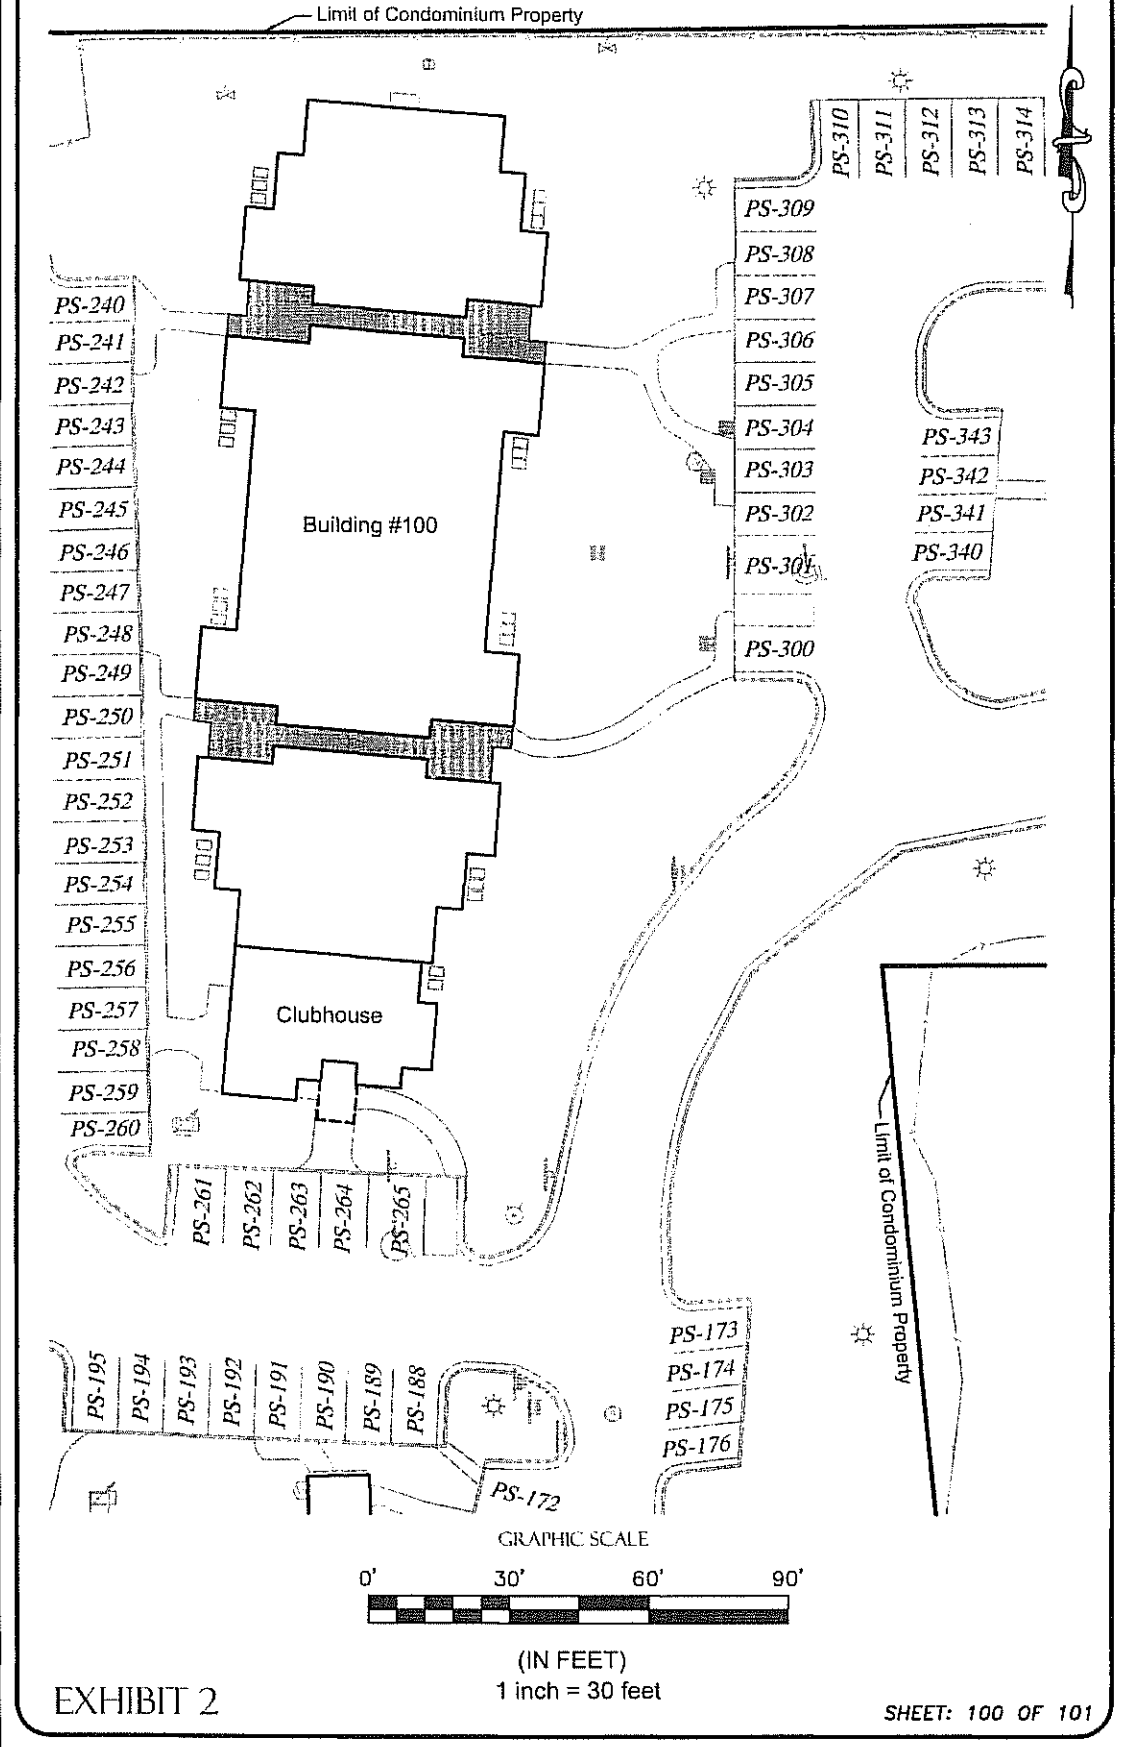 Limit of Condominium Property
PS-310
PS-311
PS-312
PS-313
PS-314
PS-309
PS-308
PS-307
PS-306
PS-305
PS-304
PS-303
PS-302
PS-301
PS-300
PS-240
PS-241
PS-242
PS-243
PS-244
PS-245
PS-246
PS-247
PS-248
PS-249
PS-250
PS-251
PS-252
PS-253
PS-254
PS-255
PS-256
PS-257
PS-258
PS-259
PS-260
Building #100
PS-343
PS-342
PS-341
PS-340
Clubhouse
Limit of Condominium Property
PS-261
PS-262
PS-263
PS-264
PS-265
PS-173
PS-174
PS-175
PS-176
PS-195
PS-194
PS-193
PS-192
PS-191
PS-190
PS-189
PS-188
PS-172
GRAPHIC SCALE
0' 30' 60' 90'
(IN FEET)
1 inch = 30 feet
EXHIBIT 2
SHEET: 100 OF 101